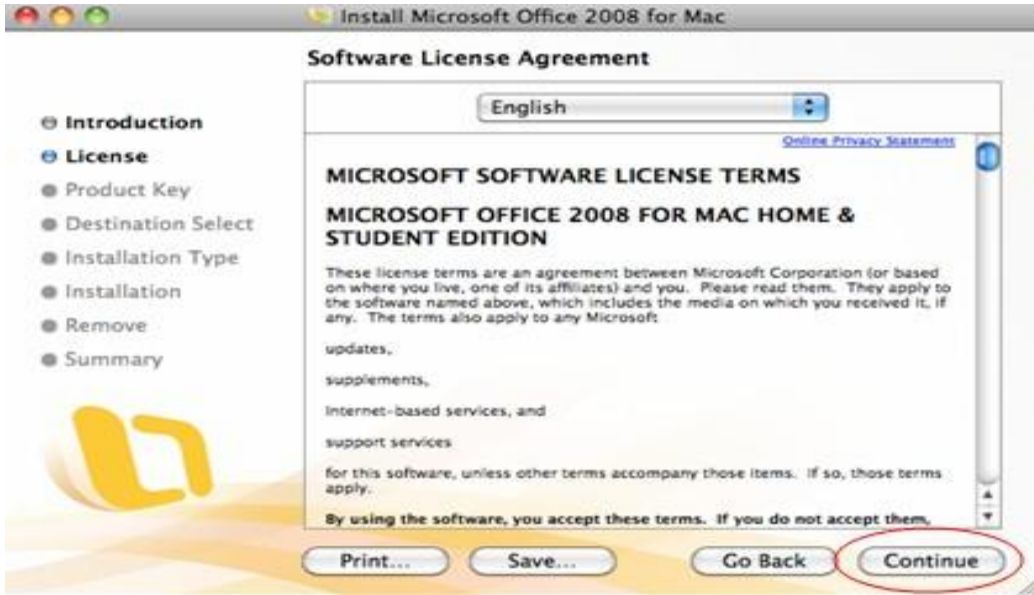 Install Microsoft Office 2008 for Mac
Software License Agreement
Introduction
License
Product Key
Destination Select
Installation Type
Installation
Remove
Summary
English
Online Privacy Statement
MICROSOFT SOFTWARE LICENSE TERMS
MICROSOFT OFFICE 2008 FOR MAC HOME &
STUDENT EDITION
These license terms are an agreement between Microsoft Corporation (or based
on where you live, one of its affiliates) and you. Please read them. They apply to
the software named above, which includes the media on which you received it, if
any. The terms also apply to any Microsoft
updates,
supplements,
Internet-based services, and
support services
for this software, unless other terms accompany those items. If so, those terms
apply.
By using the software, you accept these terms. If you do not accept them,
Print...
Save...
Go Back
Continue